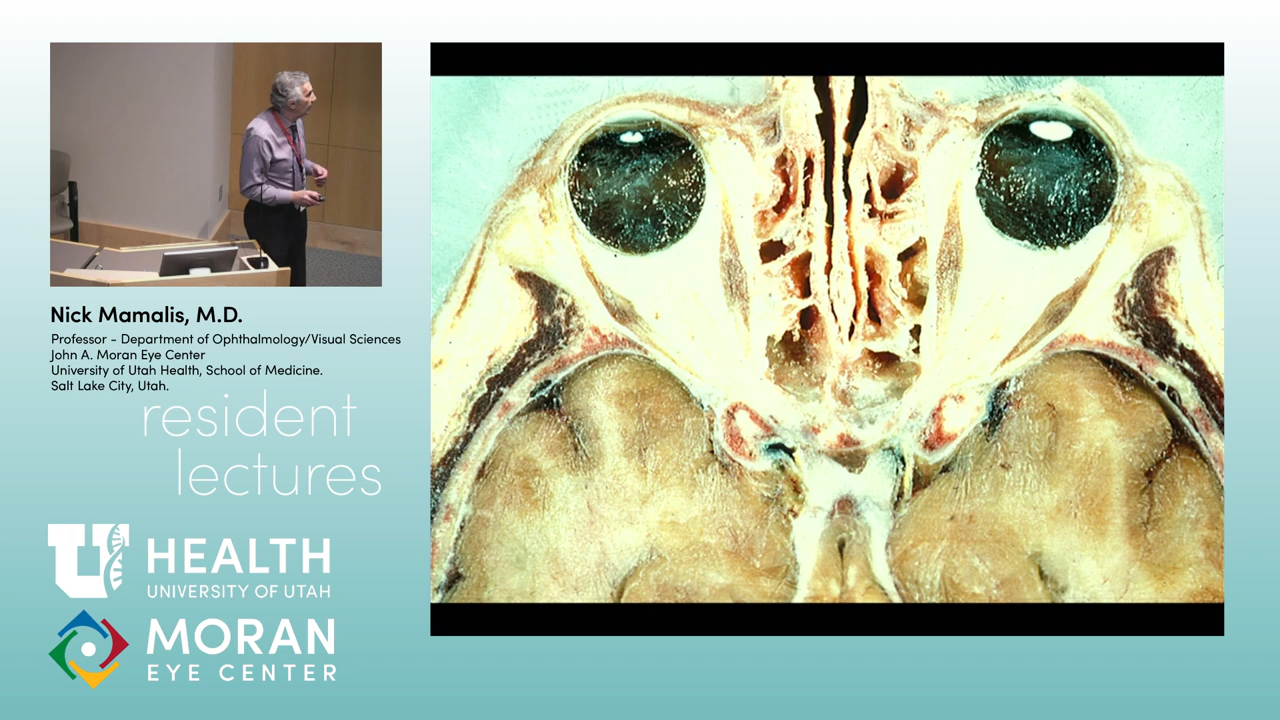 Nick Mamalis, M.D.
Professor - Department of Ophthalmology/Visual Sciences
John A. Moran Eye Center
University of Utah Health, School of Medicine.
Salt Lake City, Utah.
resident
lectures
U HEALTH
UNIVERSITY OF UTAH
MORAN
EYE CENTER